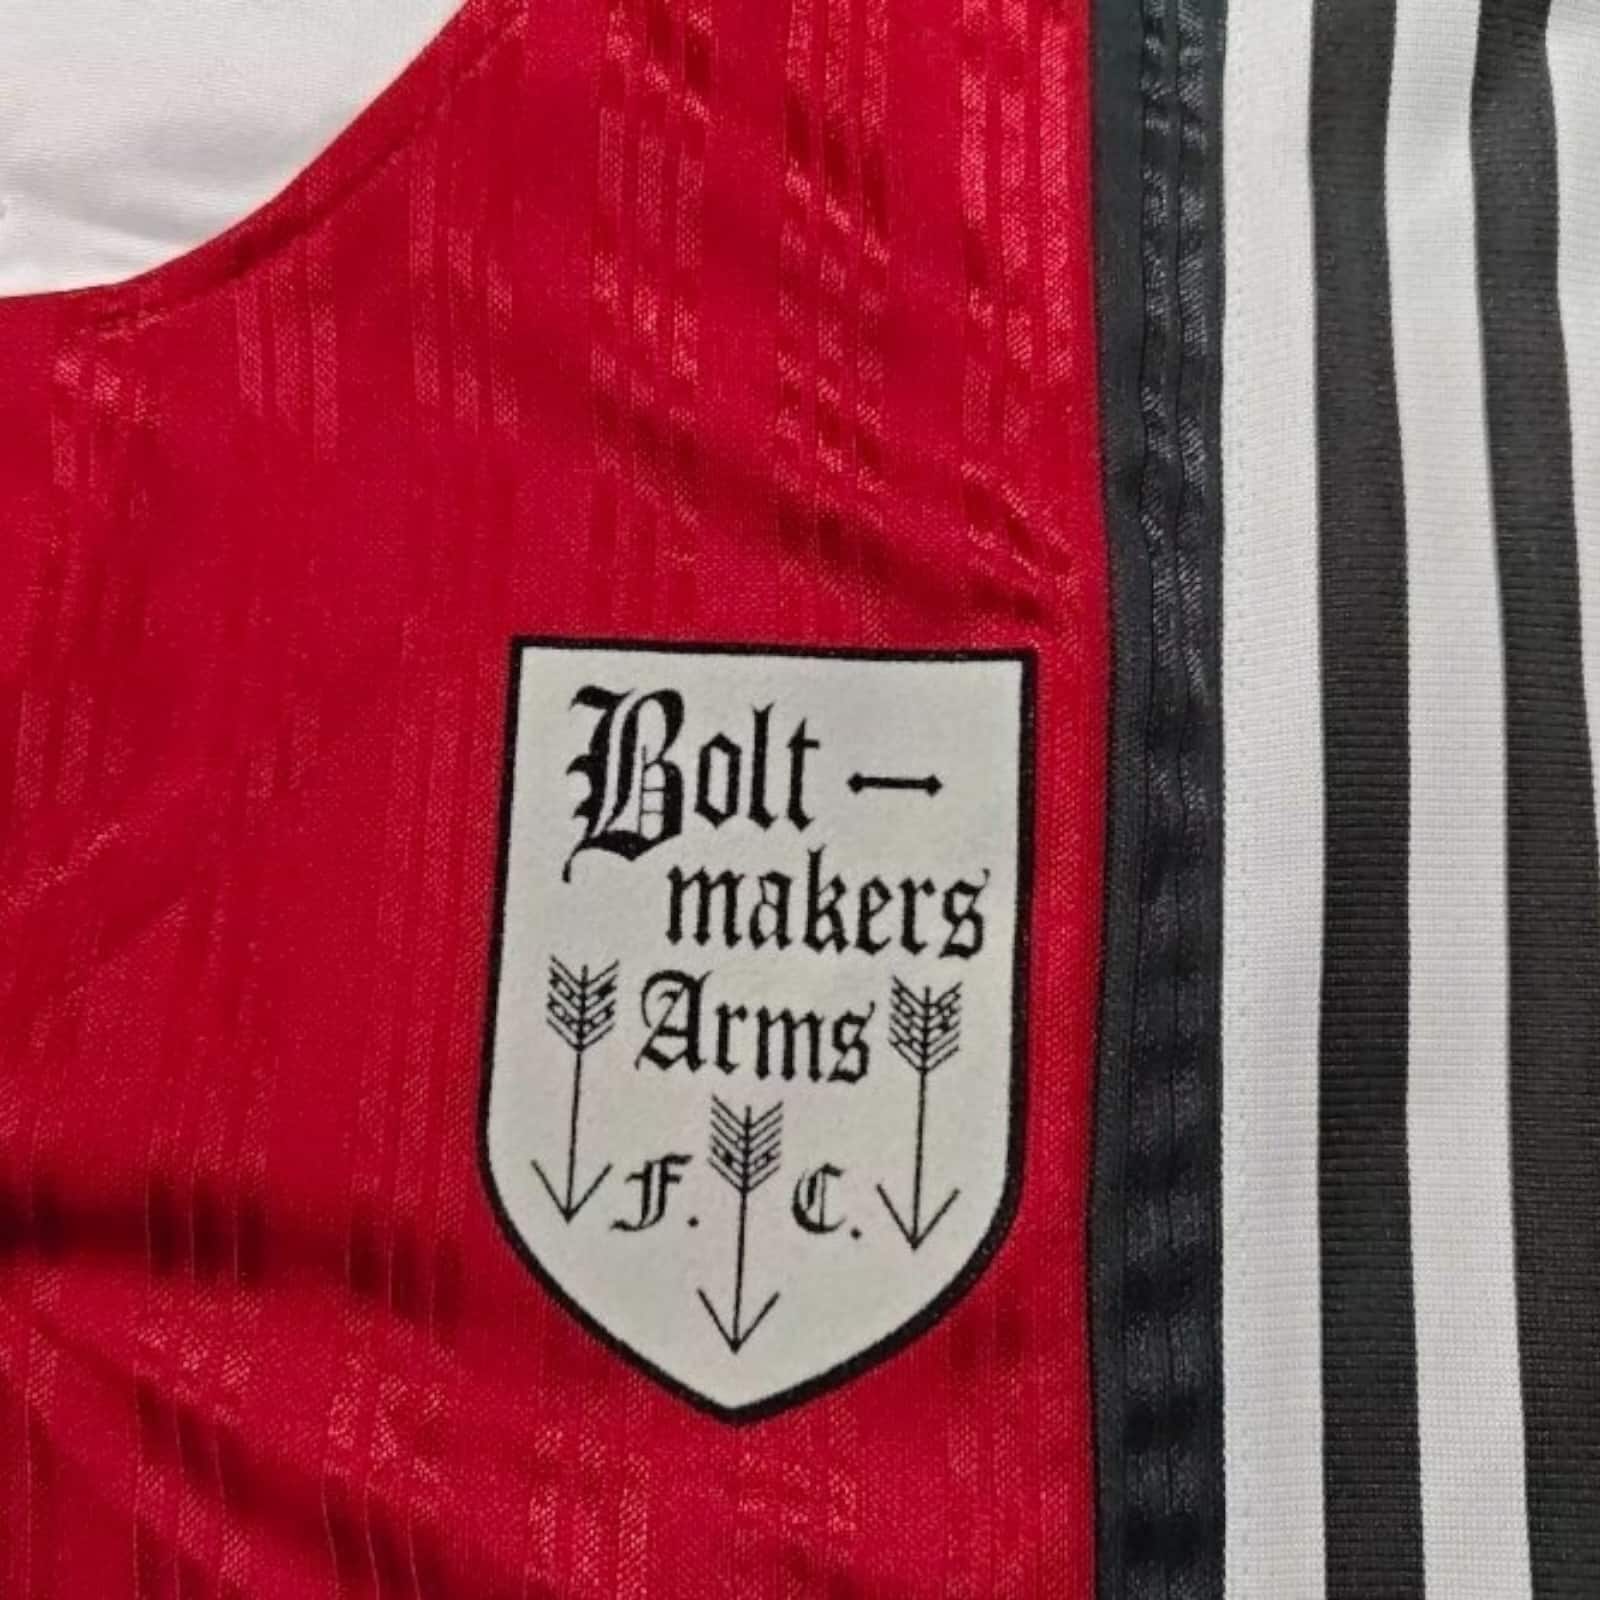 Bolt-
makers
Arms
F. C.